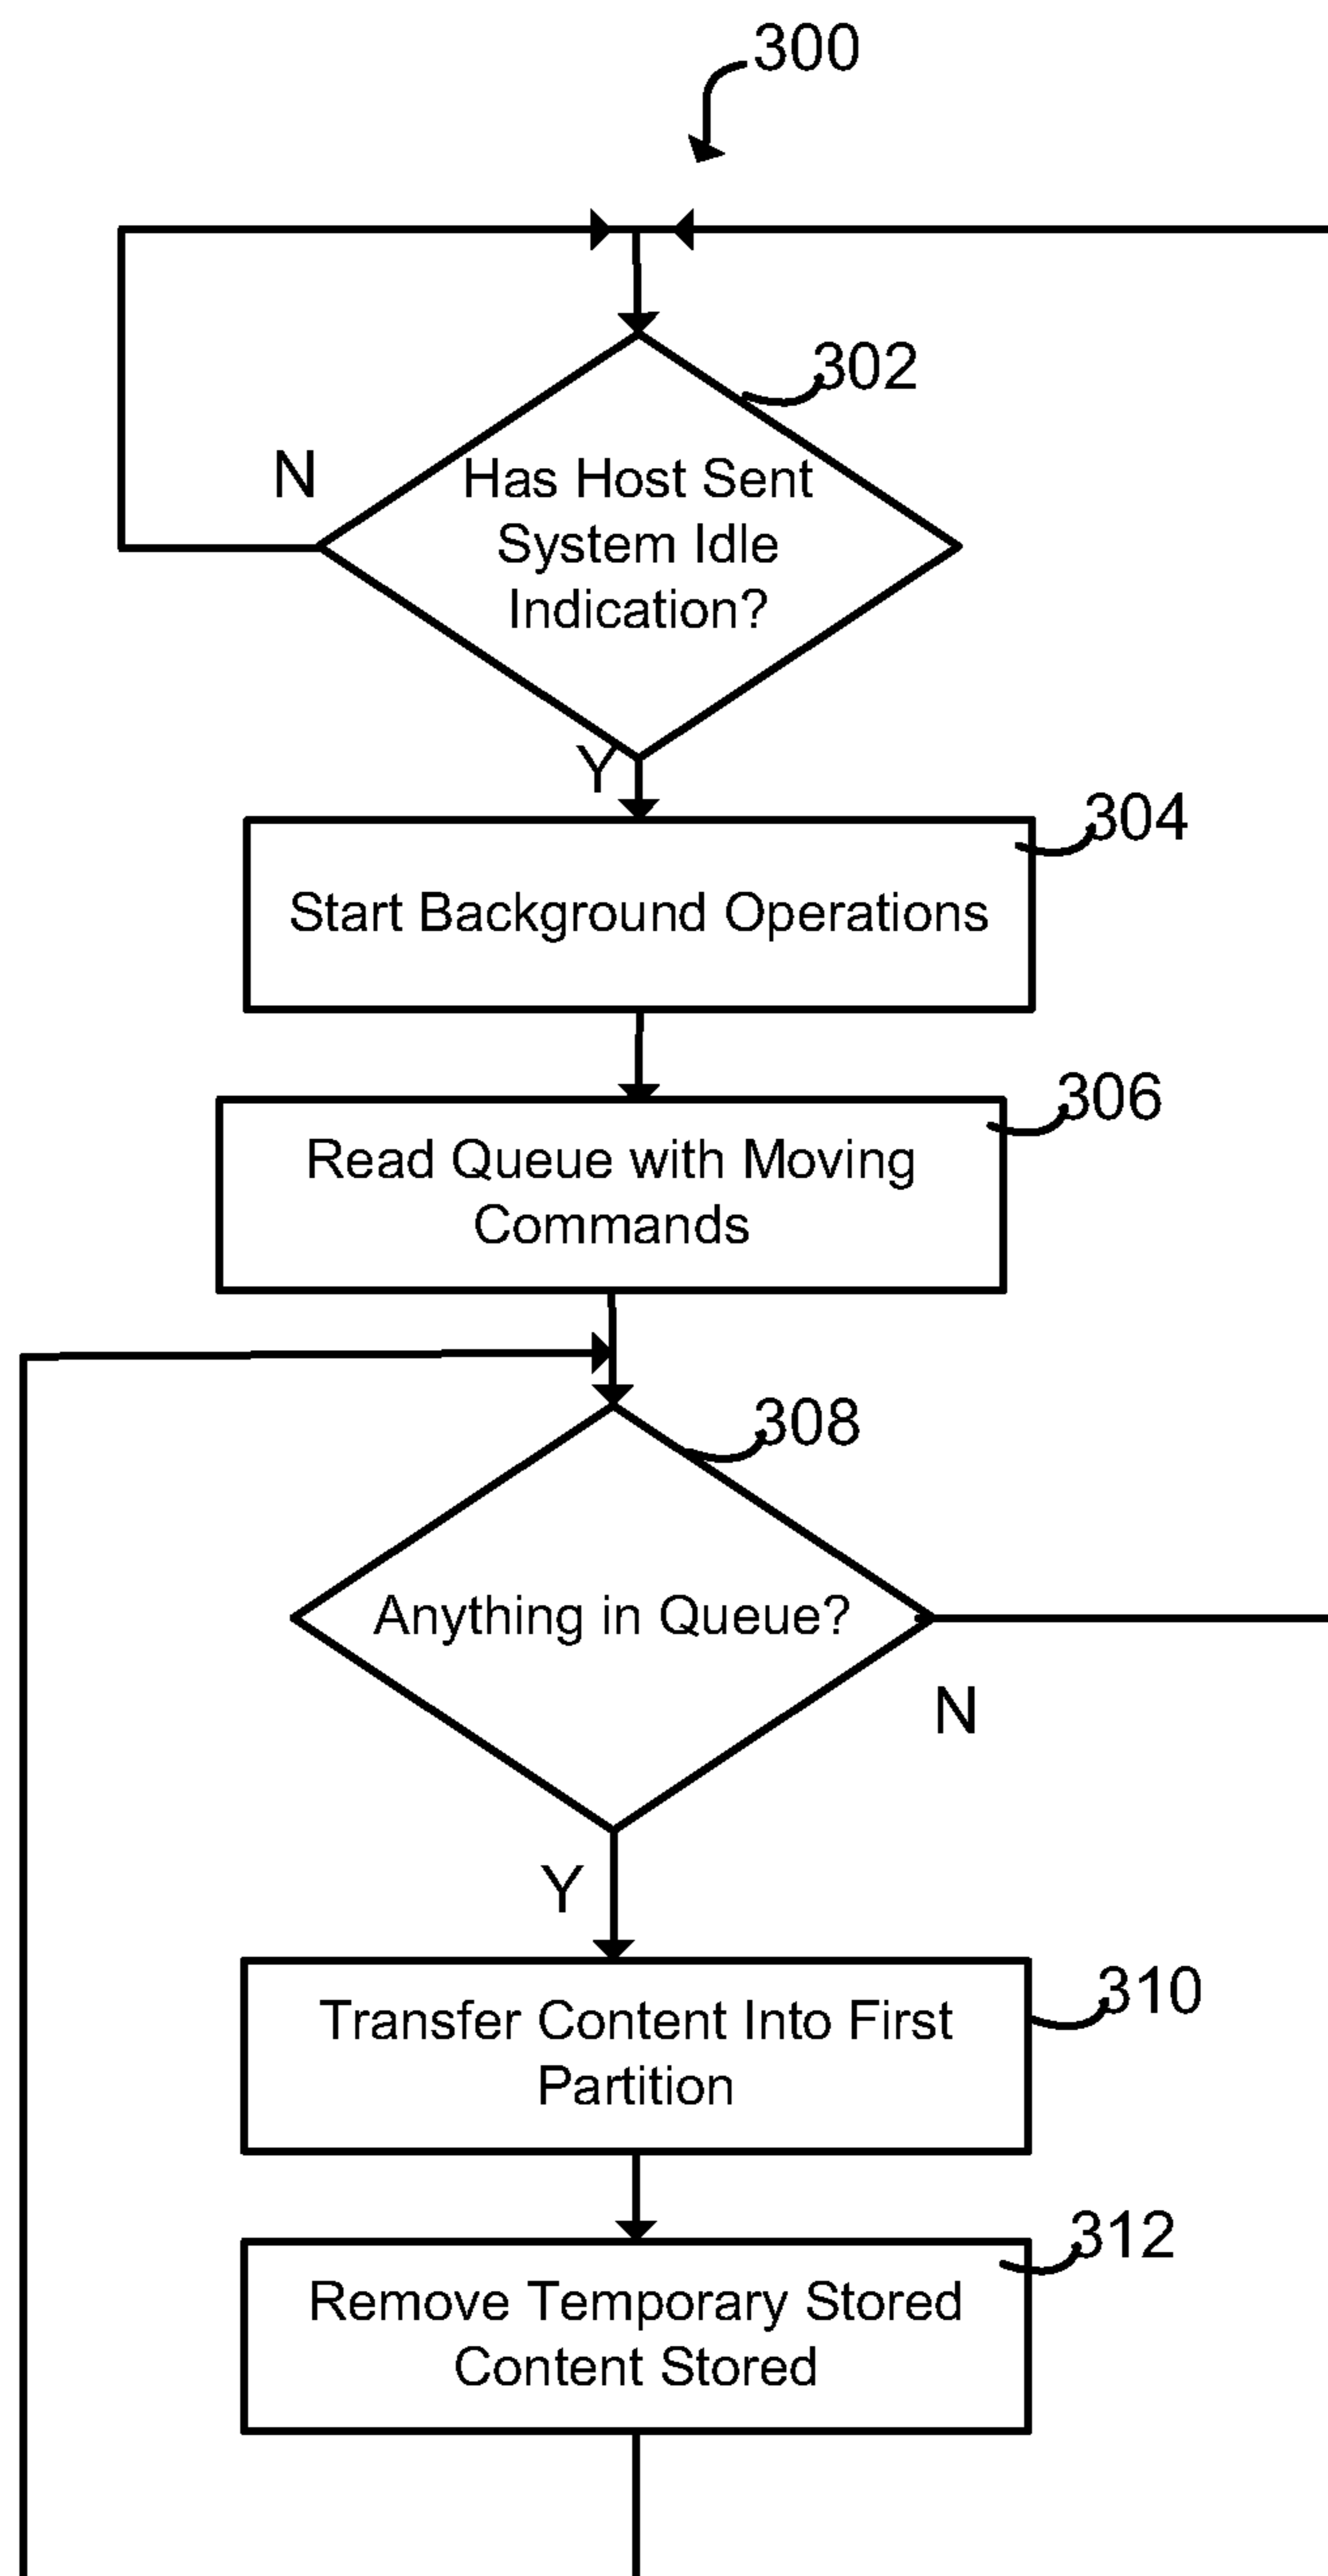 300
302
N
Has Host Sent
System Idle
Indication?
Y
304
Start Background Operations
306
Read Queue with Moving
Commands
308
Anything in Queue?
N
Y
310
Transfer Content Into First
Partition
312
Remove Temporary Stored
Content Stored